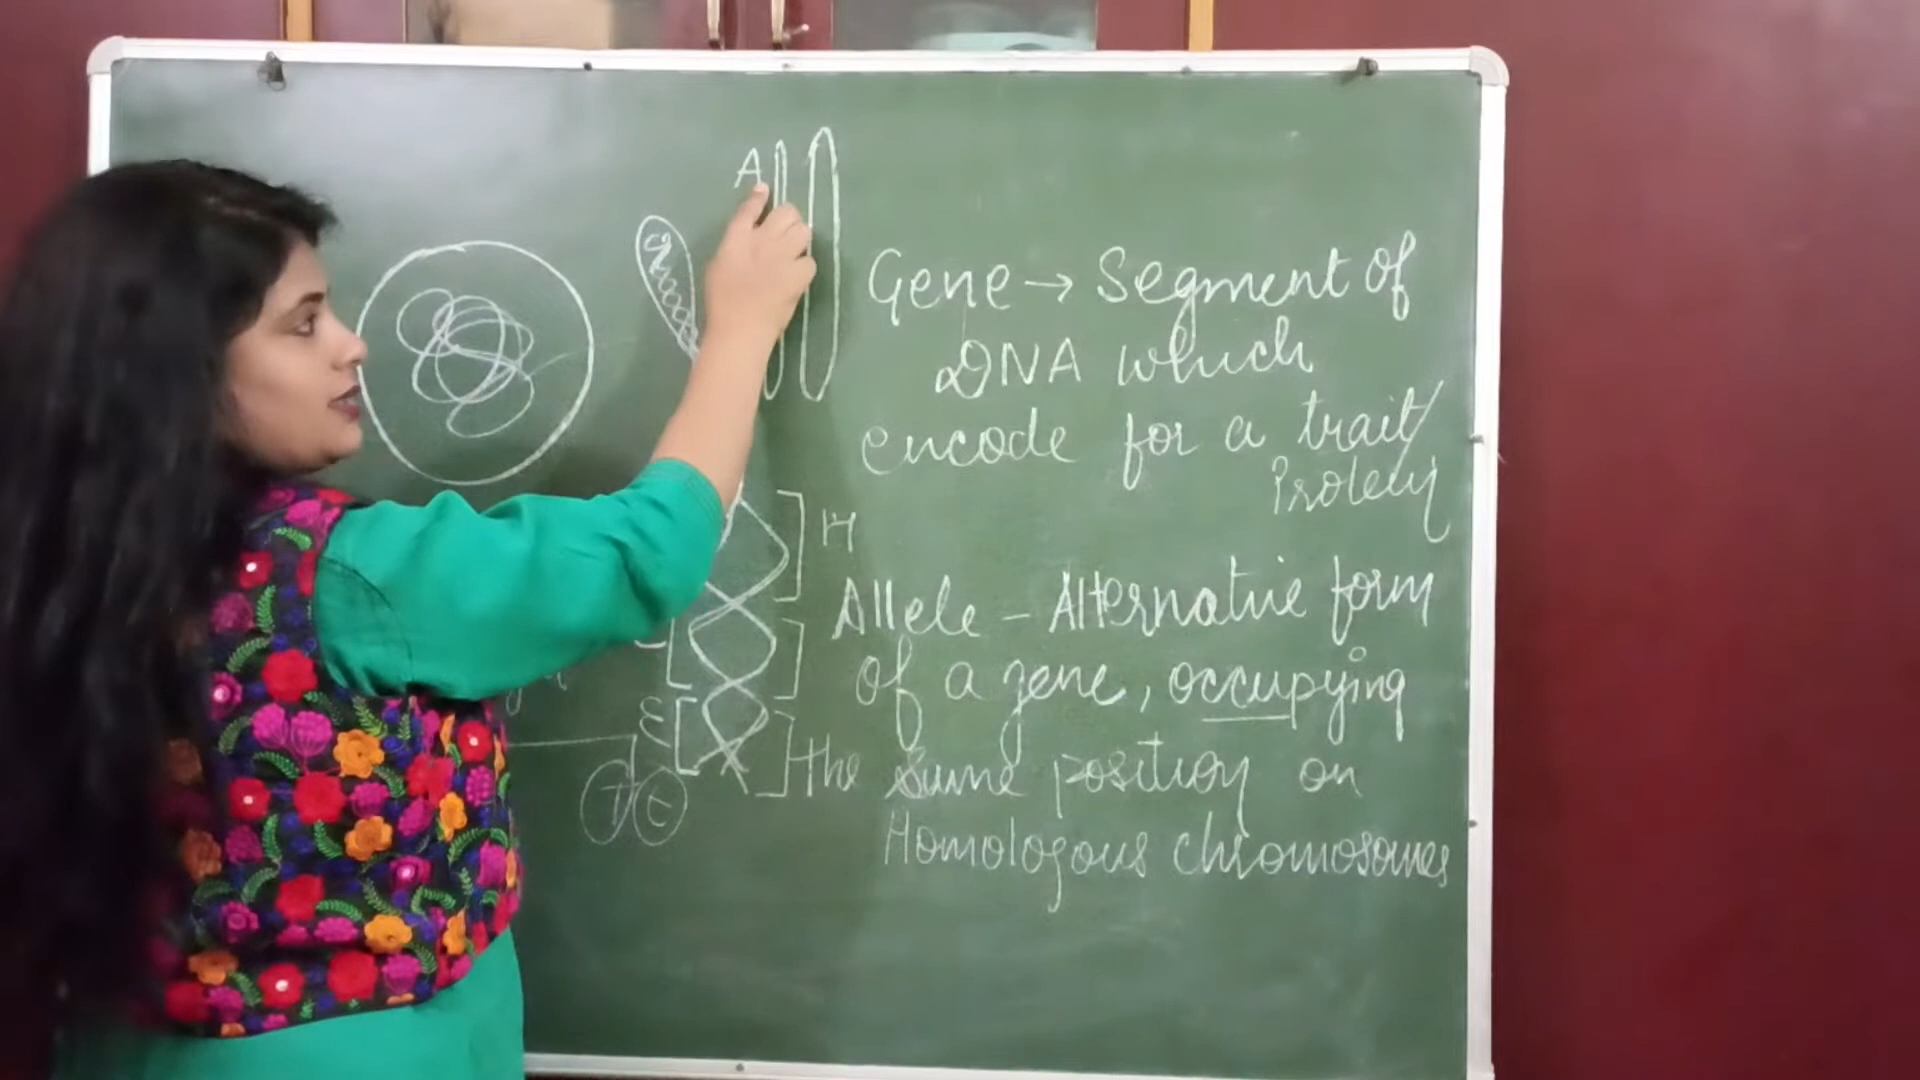 A
Gene → Segment of
DNA which
encode for a trait/
Protein
H
Allele - Alternative form
of a gene, occupying
E
the same position on
T t
Homologous chromosomes